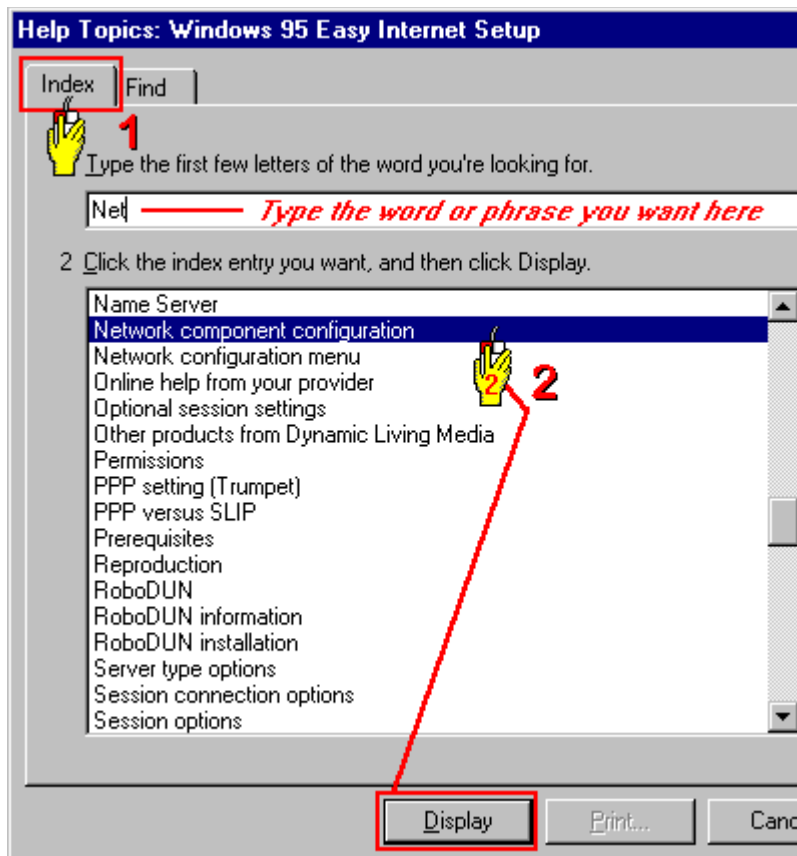 Help Topics: Windows 95 Easy Internet Setup
Index Find
1
Type the first few letters of the word you're looking for.
Net Type the word or phrase you want here
2 Click the index entry you want, and then click Display.
Name Server
Network component configuration
Network configuration menu
Online help from your provider
2 2
Optional session settings
Other products from Dynamic Living Media
Permissions
PPP setting (Trumpet)
PPP versus SLIP
Prerequisites
Reproduction
RoboDUN
RoboDUN information
RoboDUN installation
Server type options
Session connection options
Session options
Display Print... Canc